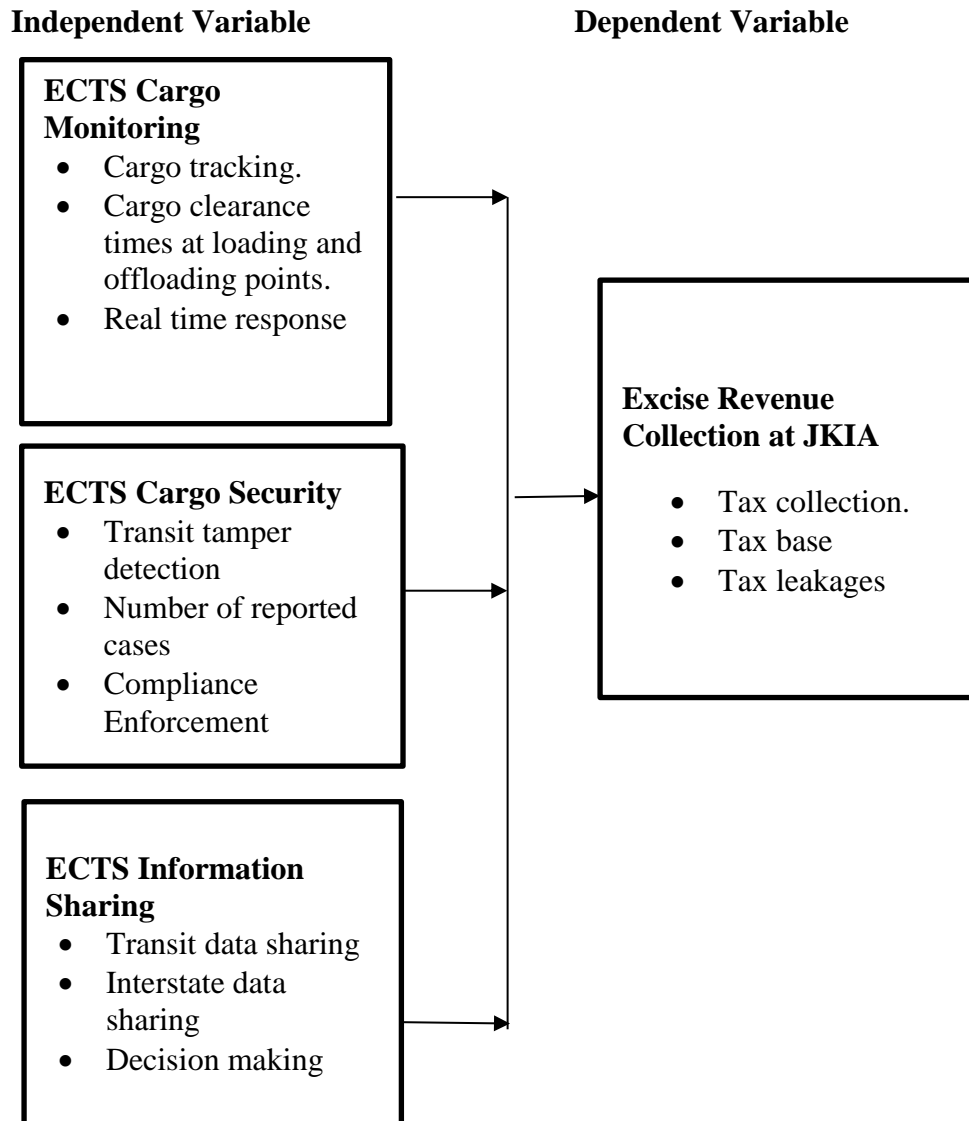 Independent Variable
Dependent Variable
ECTS Cargo
Monitoring
• Cargo tracking.
• Cargo clearance
times at loading and
offloading points.
• Real time response
ECTS Cargo Security
• Transit tamper
detection
• Number of reported
cases
• Compliance
Enforcement
ECTS Information
Sharing
• Transit data sharing
• Interstate data
sharing
• Decision making
Excise Revenue
Collection at JKIA
• Tax collection.
• Tax base
• Tax leakages